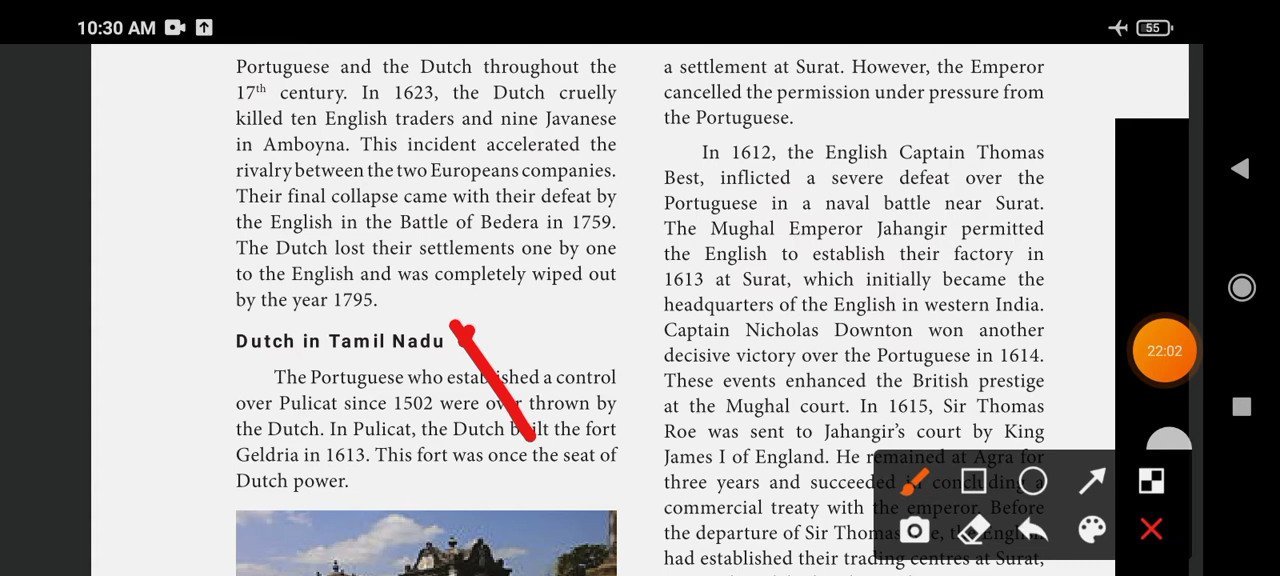 10:30 AM
55
Portuguese and the Dutch throughout the
17th century. In 1623, the Dutch cruelly
killed ten English traders and nine Javanese
in Amboyna. This incident accelerated the
rivalry between the two Europeans companies.
Their final collapse came with their defeat by
the English in the Battle of Bedera in 1759.
The Dutch lost their settlements one by one
to the English and was completely wiped out
by the year 1795.
Dutch in Tamil Nadu
The Portuguese who established a control
over Pulicat since 1502 were over thrown by
the Dutch. In Pulicat, the Dutch built the fort
Geldria in 1613. This fort was once the seat of
Dutch power.
a settlement at Surat. However, the Emperor
cancelled the permission under pressure from
the Portuguese.
In 1612, the English Captain Thomas
Best, inflicted a severe defeat over the
Portuguese in a naval battle near Surat.
The Mughal Emperor Jahangir permitted
the English to establish their factory in
1613 at Surat, which initially became the
headquarters of the English in western India.
Captain Nicholas Downton won another
decisive victory over the Portuguese in 1614.
These events enhanced the British prestige
at the Mughal court. In 1615, Sir Thomas
Roe was sent to Jahangir's court by King
James I of England. He remained at Agra for
three years and succeeded in concluding a
commercial treaty with the emperor. Before
the departure of Sir Thomas Roe, the English
had established their trading centres at Surat,
22:02